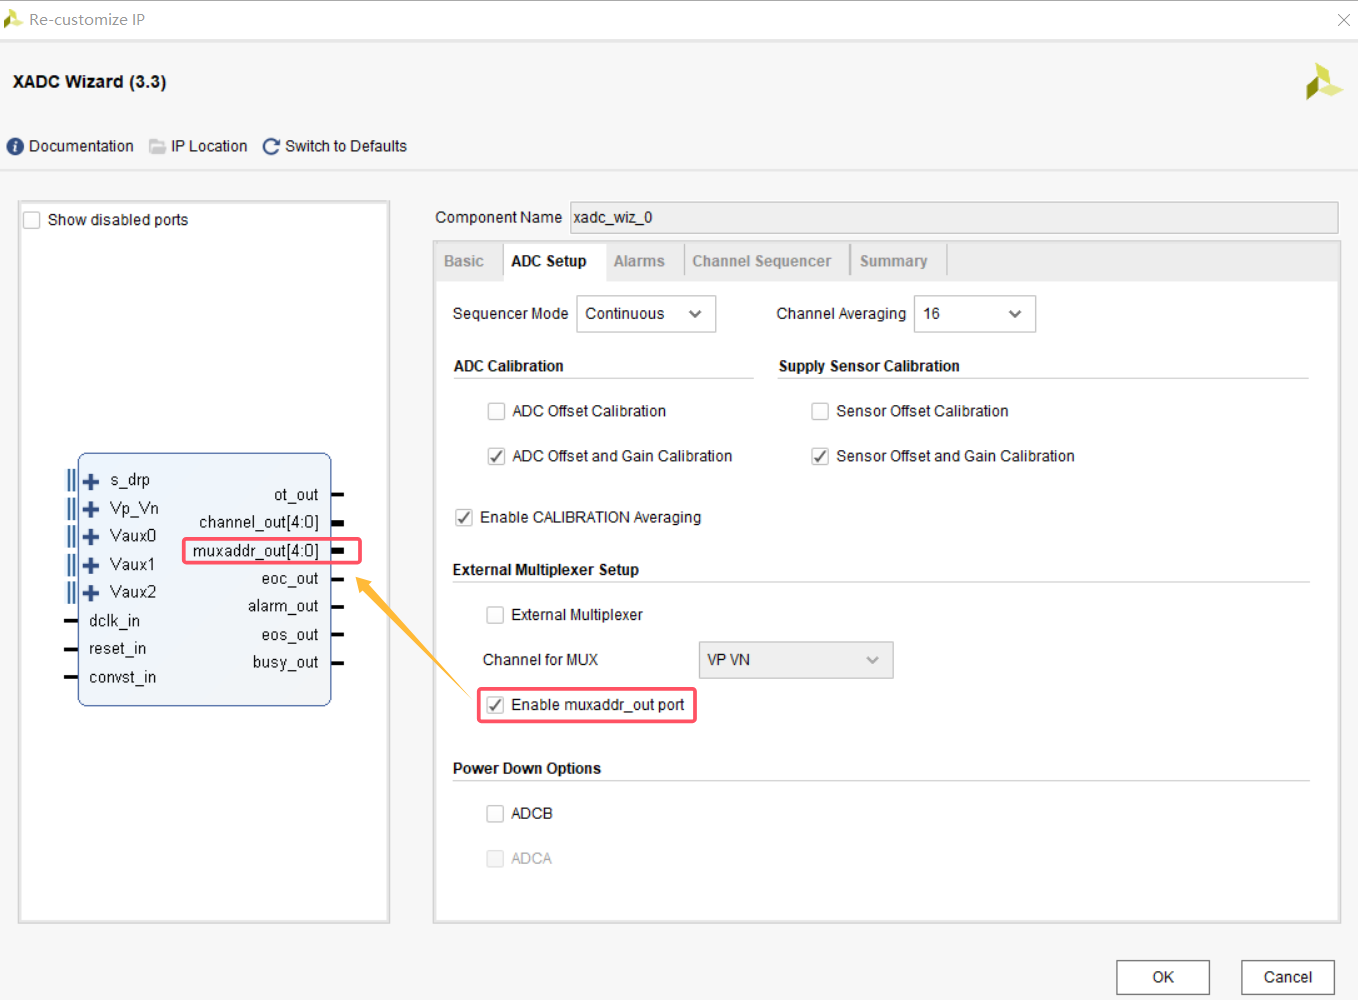 Re-customize IP
XADC Wizard (3.3)
Documentation IP Location Switch to Defaults
Show disabled ports
s_drp
Vp_Vn
Vaux0
Vaux1
Vaux2
dclk_in
reset_in
convst_in
ot_out
channel_out[4:0]
muxaddr_out[4:0]
eoc_out
alarm_out
eos_out
busy_out
Component Name xadc_wiz_0
Basic ADC Setup Alarms Channel Sequencer Summary
Sequencer Mode Continuous Channel Averaging 16
ADC Calibration Supply Sensor Calibration
ADC Offset Calibration Sensor Offset Calibration
ADC Offset and Gain Calibration Sensor Offset and Gain Calibration
Enable CALIBRATION Averaging
External Multiplexer Setup
External Multiplexer
Channel for MUX VP VN
Enable muxaddr_out port
Power Down Options
ADCB
ADCA
OK Cancel